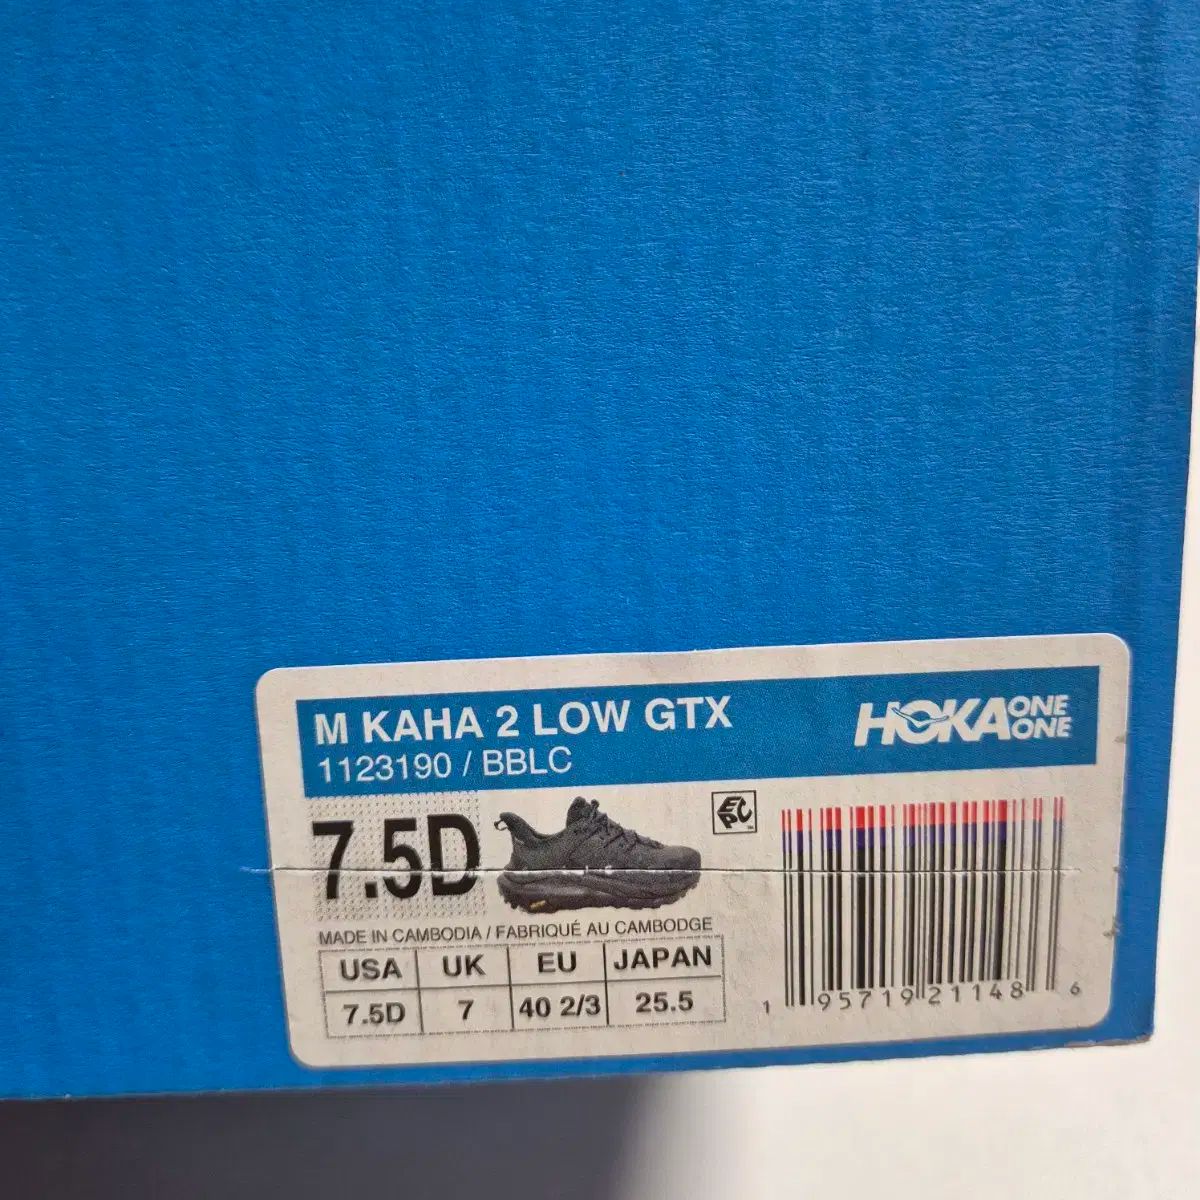 M KAHA 2 LOW GTX
1123190 / BBLC
HOKA ONE ONE
7.5D
EPC
MADE IN CAMBODIA / FABRIQUÉ AU CAMBODGE
USA UK EU JAPAN
7.5D 7 40 2/3 25.5
1 95719 21148 6